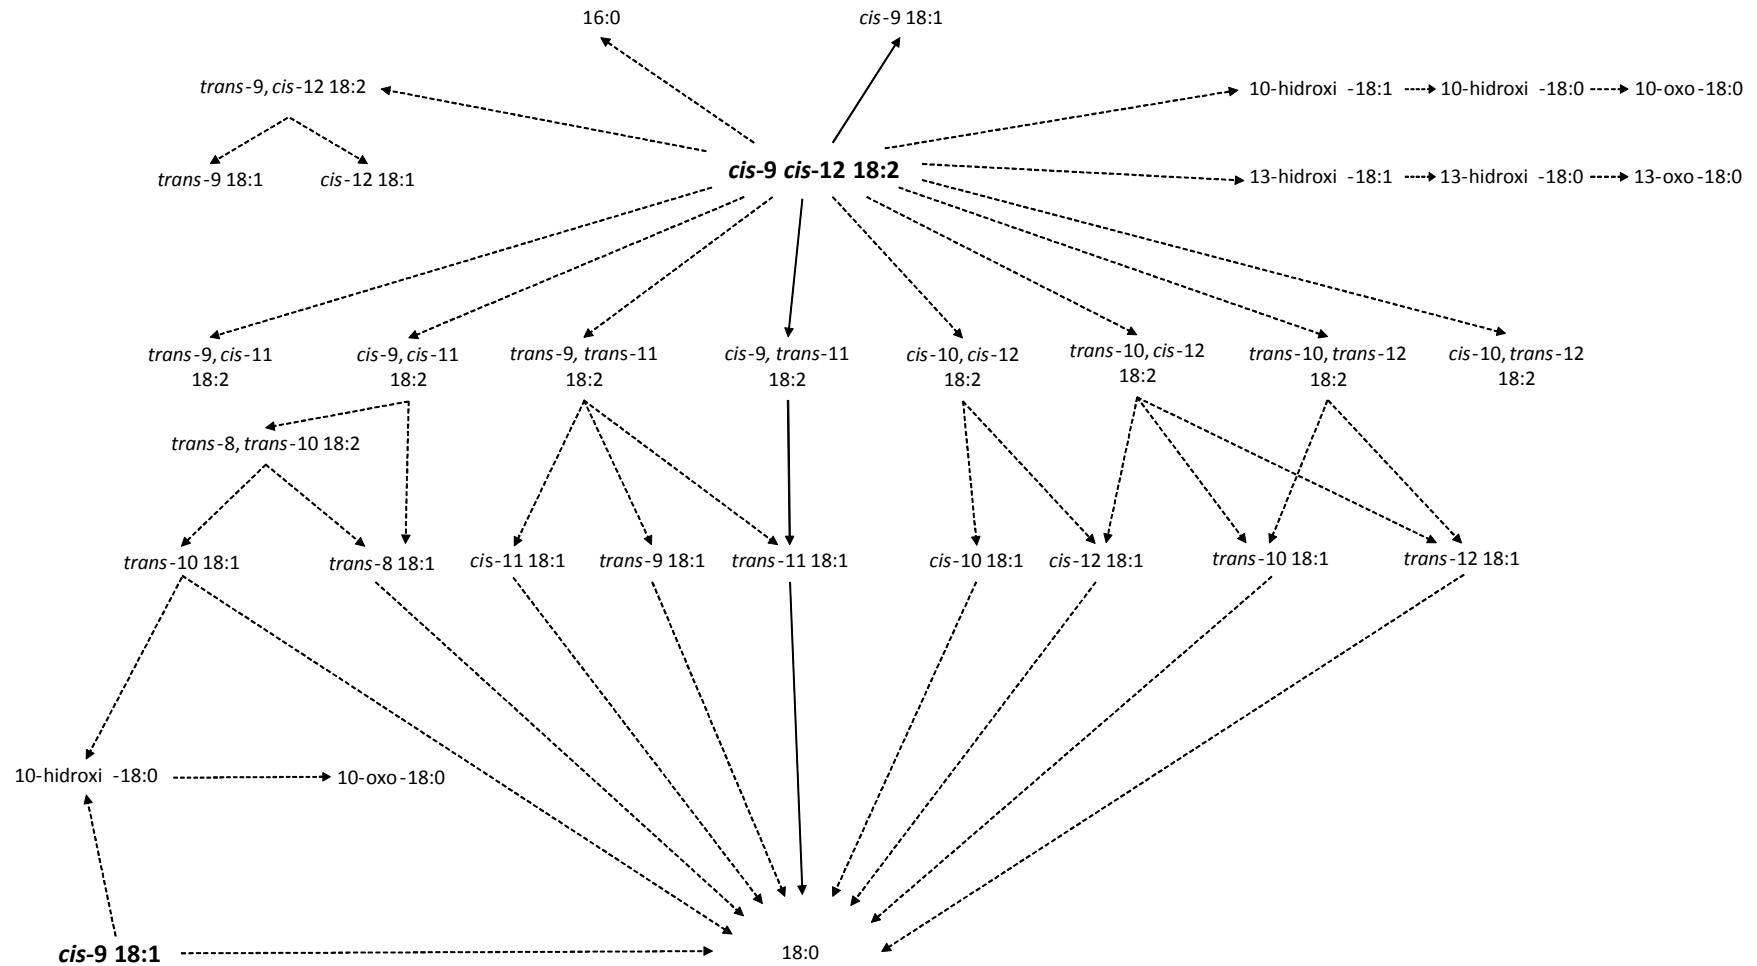 16:0
cis-9 18:1
trans-9, cis-12 18:2
10-hidroxi -18:1
10-hidroxi -18:0
10-oxo-18:0
trans-9 18:1
cis-12 18:1
cis-9 cis-12 18:2
13-hidroxi -18:1
13-hidroxi -18:0
13-oxo-18:0
trans-9, cis-11
18:2
cis-9, cis-11
18:2
trans-9, trans-11
18:2
cis-9, trans-11
18:2
cis-10, cis-12
18:2
trans-10, cis-12
18:2
trans-10, trans-12
18:2
cis-10, trans-12
18:2
trans-8, trans-10 18:2
trans-10 18:1
trans-8 18:1
cis-11 18:1
trans-9 18:1
trans-11 18:1
cis-10 18:1
cis-12 18:1
trans-10 18:1
trans-12 18:1
10-hidroxi -18:0
10-oxo-18:0
cis-9 18:1
18:0